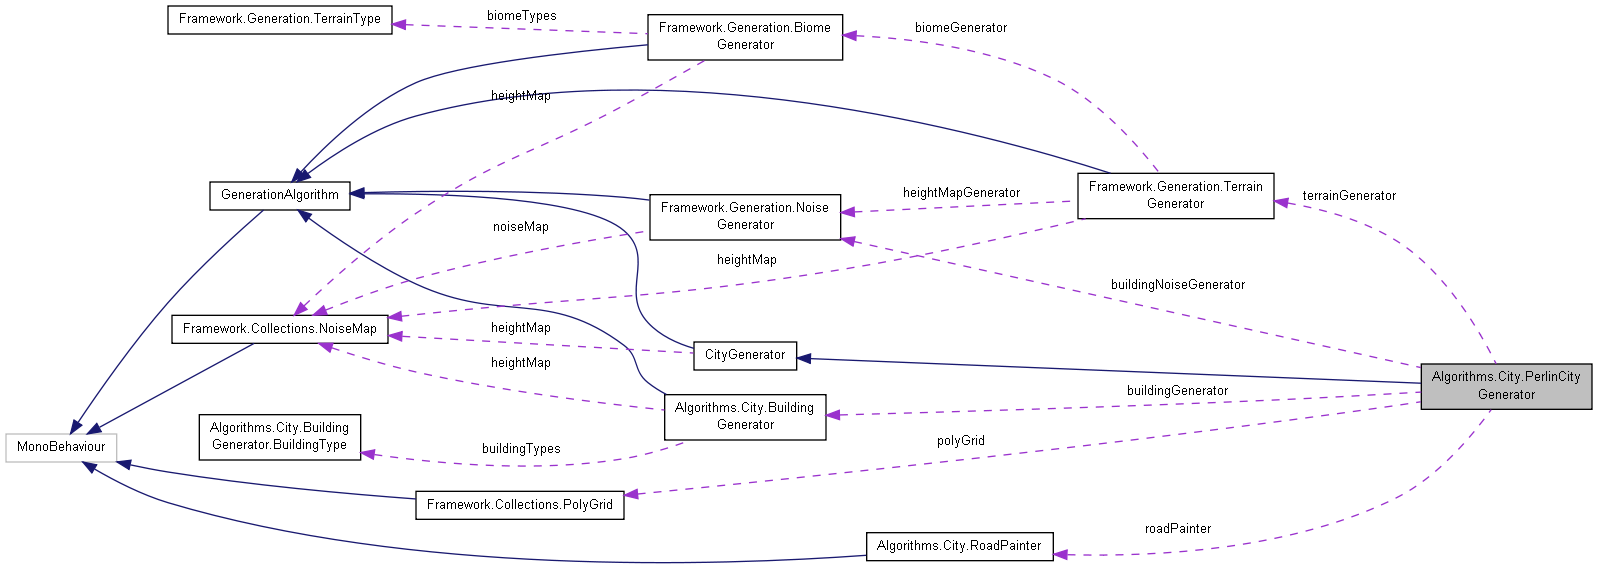 Framework.Generation.TerrainType
biomeTypes
Framework.Generation.Biome
Generator
biomeGenerator
heightMap
GenerationAlgorithm
Framework.Generation.Noise
Generator
heightMapGenerator
Framework.Generation.Terrain
Generator
terrainGenerator
noiseMap
heightMap
buildingNoiseGenerator
Framework.Collections.NoiseMap
heightMap
CityGenerator
heightMap
Algorithms.City.PerlinCity
Generator
buildingGenerator
Algorithms.City.Building
Generator
Algorithms.City.Building
Generator.BuildingType
buildingTypes
polyGrid
MonoBehaviour
Framework.Collections.PolyGrid
roadPainter
Algorithms.City.RoadPainter